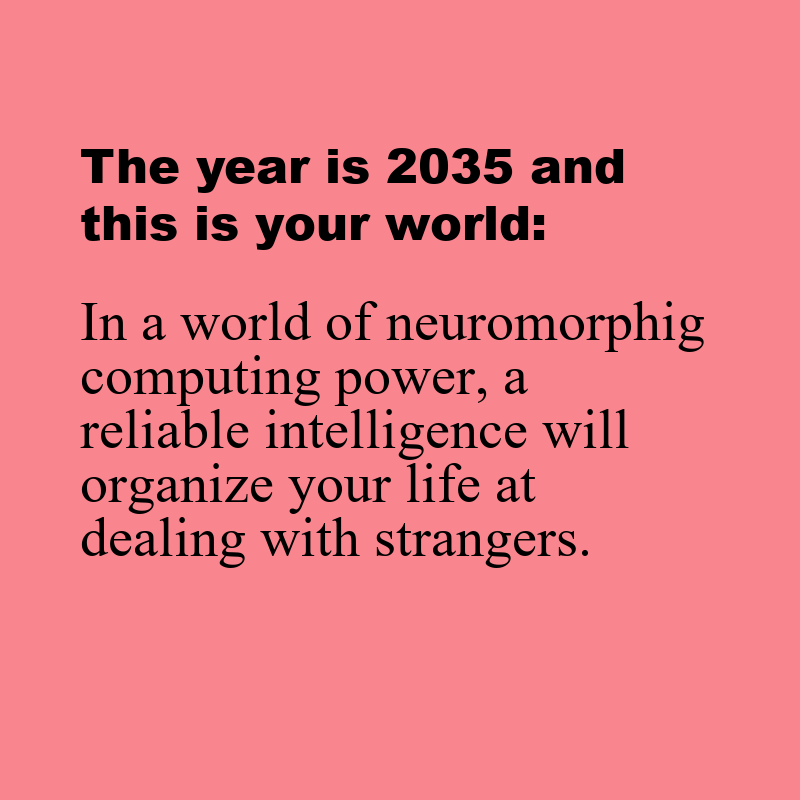 The year is 2035 and
this is your world:
In a world of neuromorphig
computing power, a
reliable intelligence will
organize your life at
dealing with strangers.